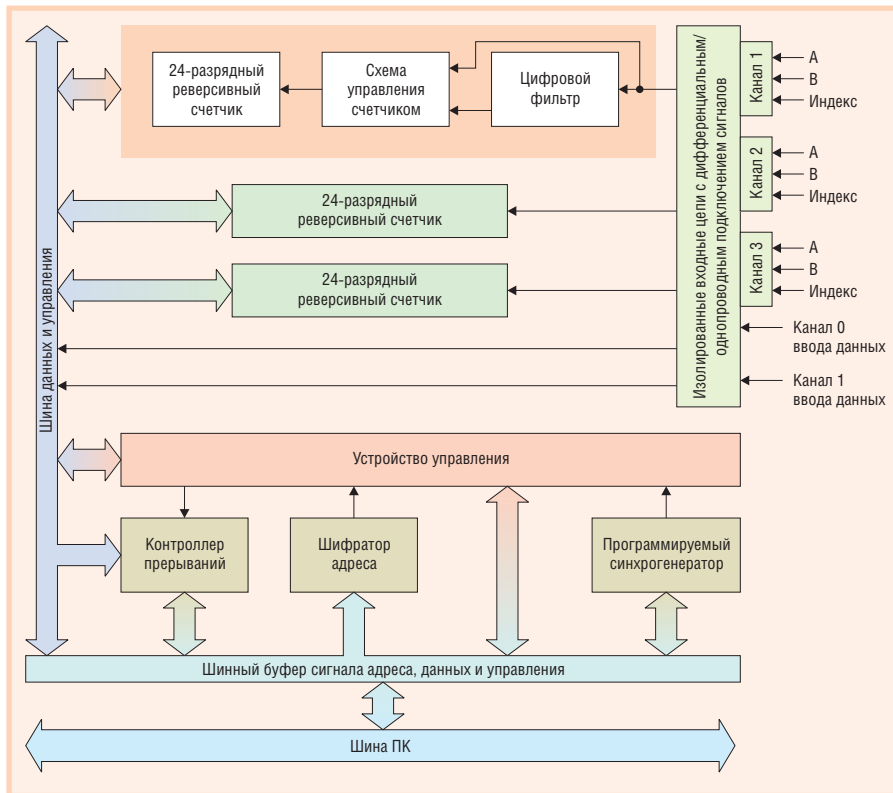 24-разрядный
реверсивный
счетчик
Схема
управления
счетчиком
Цифровой
фильтр
Изолированные входные цепи с дифференциальным/
однопроводным подключением сигналов
Канал 1
A
B
Индекс
Канал 2
A
B
Индекс
Канал 3
A
B
Индекс
24-разрядный
реверсивный счетчик
24-разрядный
реверсивный счетчик
Шина данных и управления
Канал 0
ввода данных
Канал 1
ввода данных
Устройство управления
Контроллер
прерываний
Шифратор
адреса
Программируемый
синхрогенератор
Шинный буфер сигнала адреса, данных и управления
Шина ПК